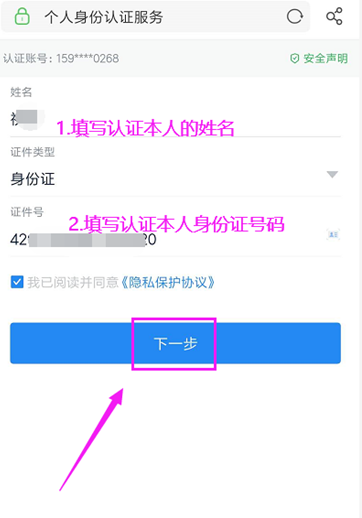 个人身份认证服务
认证账号：159****0268
安全声明
姓名
1.填写认证本人的姓名
证件类型
身份证
2.填写认证本人身份证号码
证件号
42 20
我已阅读并同意《隐私保护协议》
下一步